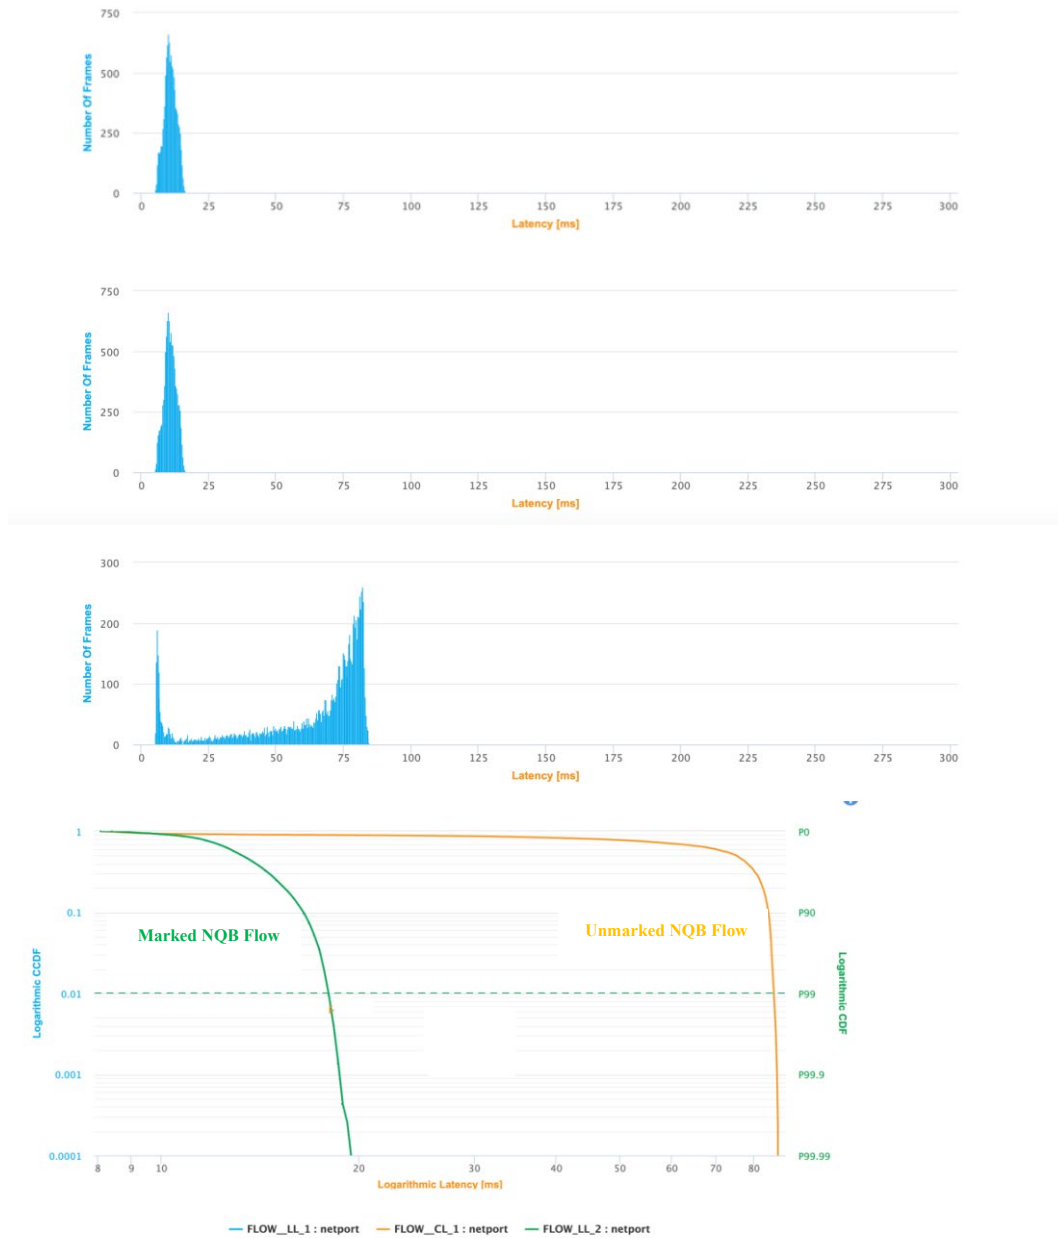 750
500
250
0
Number Of Frames
0 25 50 75 100 125 150 175 200 225 250 275 300
Latency [ms]
750
500
250
0
Number Of Frames
0 25 50 75 100 125 150 175 200 225 250 275 300
Latency [ms]
300
200
100
0
Number Of Frames
0 25 50 75 100 125 150 175 200 225 250 275 300
Latency [ms]
1 P0
0.1 P90
Marked NQB Flow Unmarked NQB Flow
0.01 P99
0.001 P99.9
0.0001 P99.99
Logarithmic CCDF
Logarithmic CDF
8 9 10 20 30 40 50 60 70 80
Logarithmic Latency [ms]
FLOW__LL_1 : netport FLOW__CL_1 : netport FLOW_LL_2 : netport